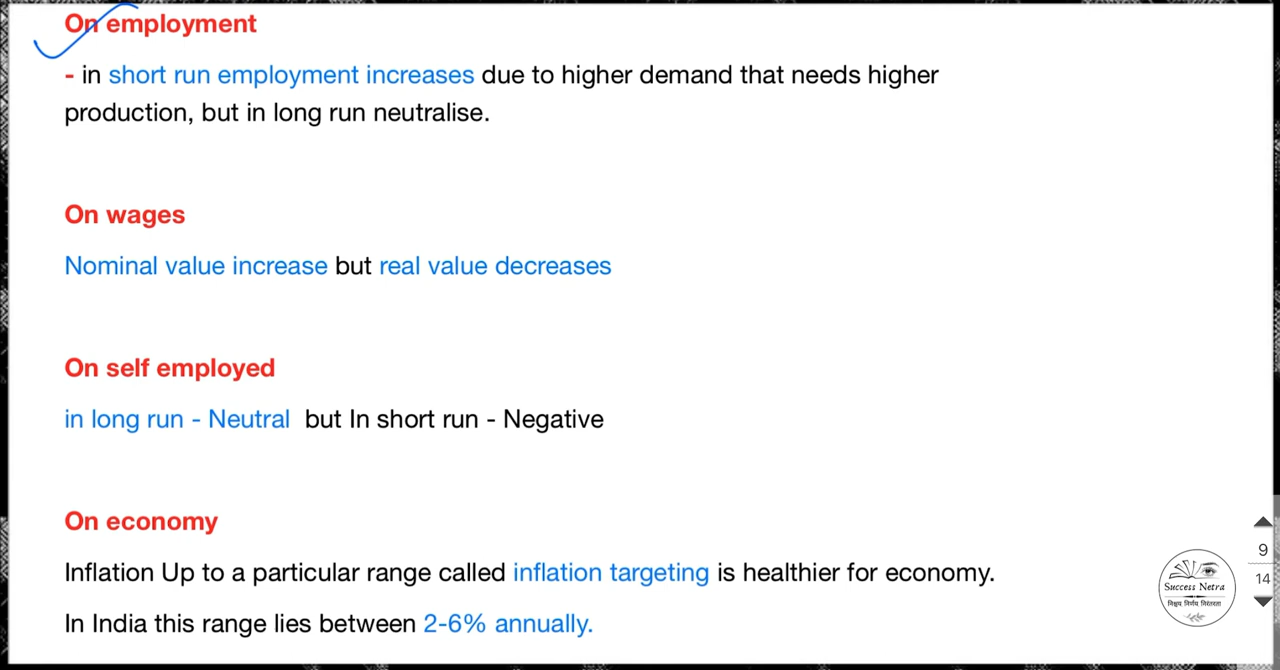 On employment
- in short run employment increases due to higher demand that needs higher
production, but in long run neutralise.
On wages
Nominal value increase but real value decreases
On self employed
in long run - Neutral but In short run - Negative
On economy
Inflation Up to a particular range called inflation targeting is healthier for economy.
In India this range lies between 2-6% annually.
9
14
Success Netra
निश्चय निर्णय निरंतरता